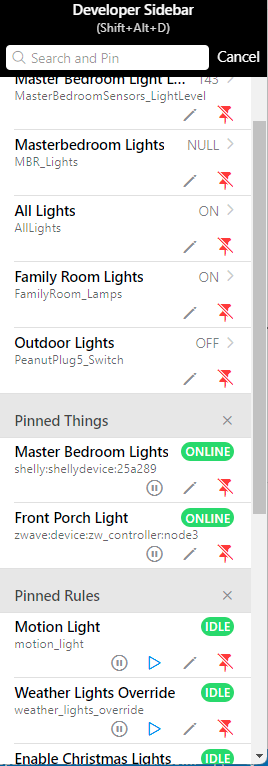 Developer Sidebar
(Shift+Alt+D)
Search and Pin Cancel
Master Bedroom Light L... 143
MasterBedroomSensors_LightLevel
Masterbedroom Lights NULL
MBR_Lights
All Lights ON
AllLights
Family Room Lights ON
FamilyRoom_Lamps
Outdoor Lights OFF
PeanutPlug5_Switch
Pinned Things
Master Bedroom Lights ONLINE
shelly:shellydevice:25a289
Front Porch Light ONLINE
zwave:device:zw_controller:node3
Pinned Rules
Motion Light IDLE
motion_light
Weather Lights Override IDLE
weather_lights_override
Enable Christmas Lights IDLE